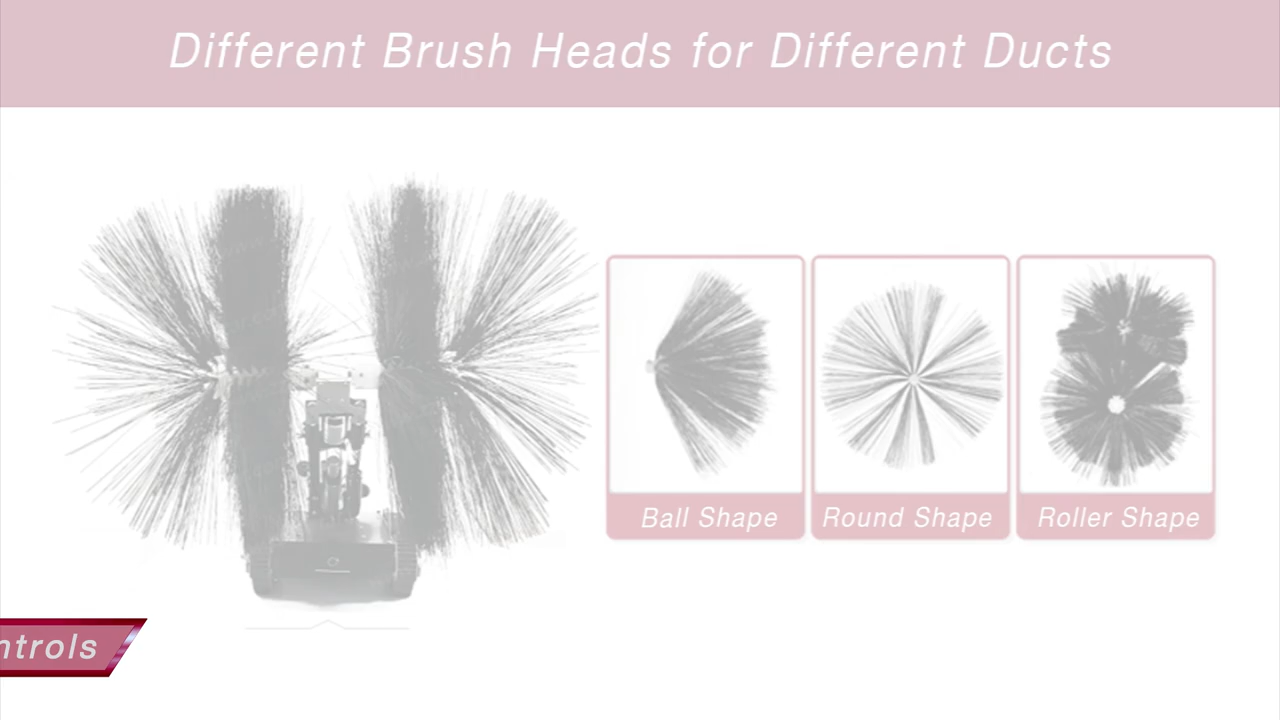 Different Brush Heads for Different Ducts
Ball Shape
Round Shape
Roller Shape
ntrols